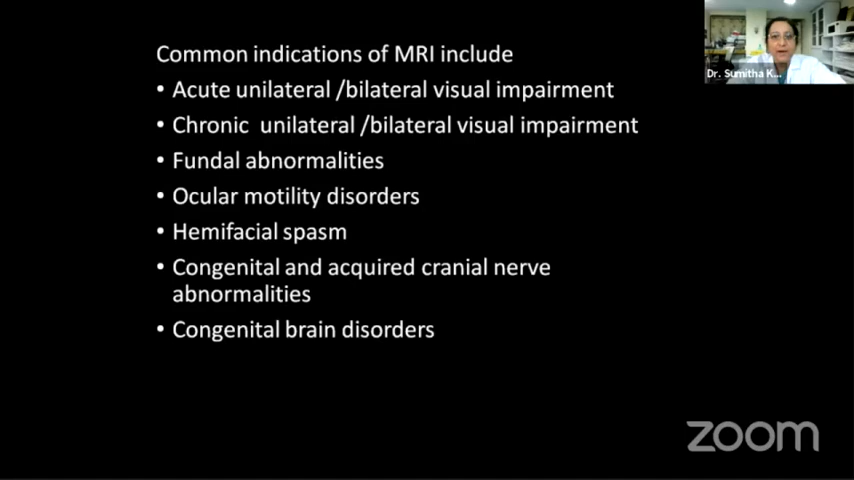 Common indications of MRI include
• Acute unilateral /bilateral visual impairment
• Chronic unilateral /bilateral visual impairment
• Fundal abnormalities
• Ocular motility disorders
• Hemifacial spasm
• Congenital and acquired cranial nerve
abnormalities
• Congenital brain disorders
Dr. Sumitha K...
zoom